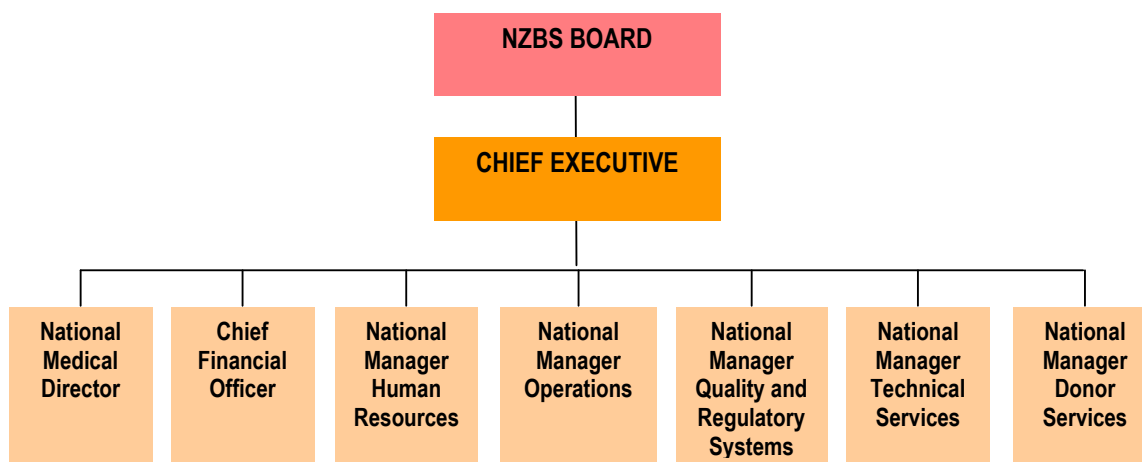 NZBS BOARD
CHIEF EXECUTIVE
National
Medical
Director
Chief
Financial
Officer
National
Manager
Human
Resources
National
Manager
Operations
National
Manager
Quality and
Regulatory
Systems
National
Manager
Technical
Services
National
Manager
Donor
Services